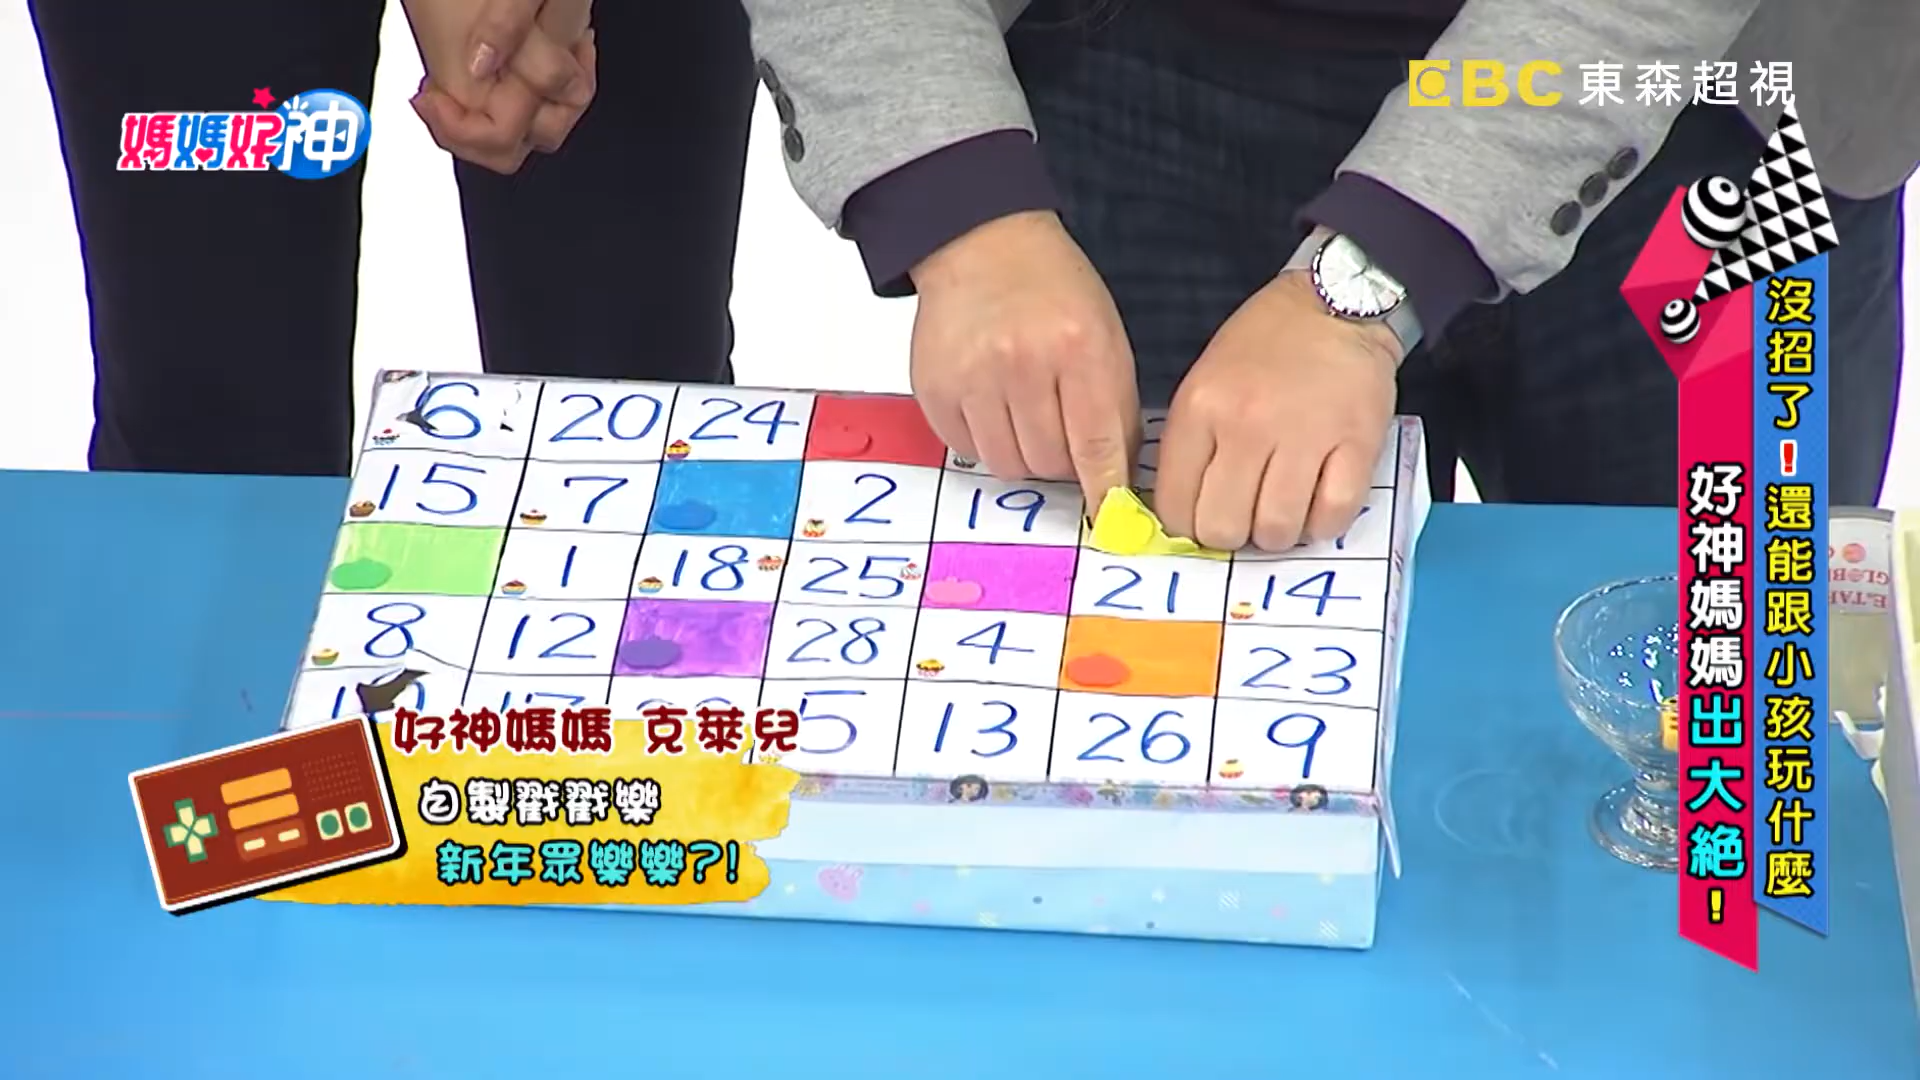 媽媽好神
EBC 東森超視
沒招了!還能跟小孩玩什麼
好神媽媽出大絕!
6 20 24
15 7 2 19
1 18 25 21 14
8 12 28 4 23
5 13 26 9
好神媽媽 克萊兒
自製戳戳樂
新年眾樂樂?!